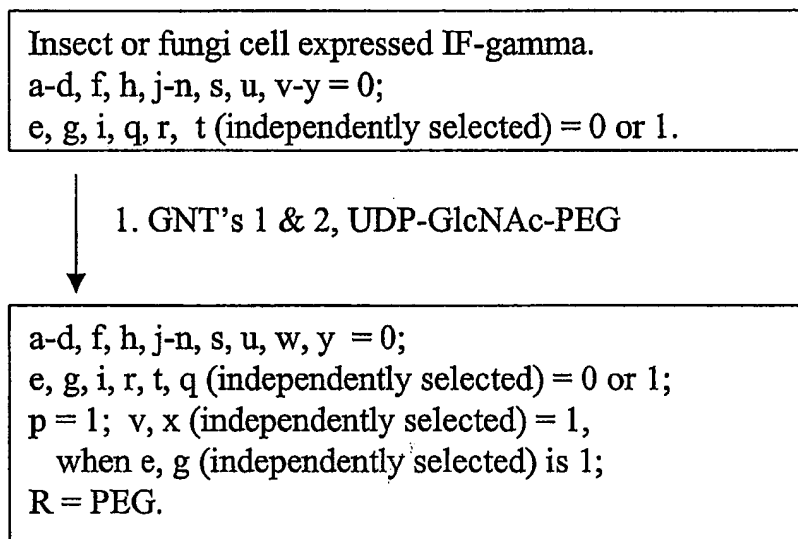 Insect or fungi cell expressed IF-gamma.
a-d, f, h, j-n, s, u, v-y = 0;
e, g, i, q, r, t (independently selected) = 0 or 1.
1. GNT's 1 & 2, UDP-GlcNAc-PEG
a-d, f, h, j-n, s, u, w, y = 0;
e, g, i, r, t, q (independently selected) = 0 or 1;
p = 1; v, x (independently selected) = 1,
when e, g (independently selected) is 1;
R = PEG.